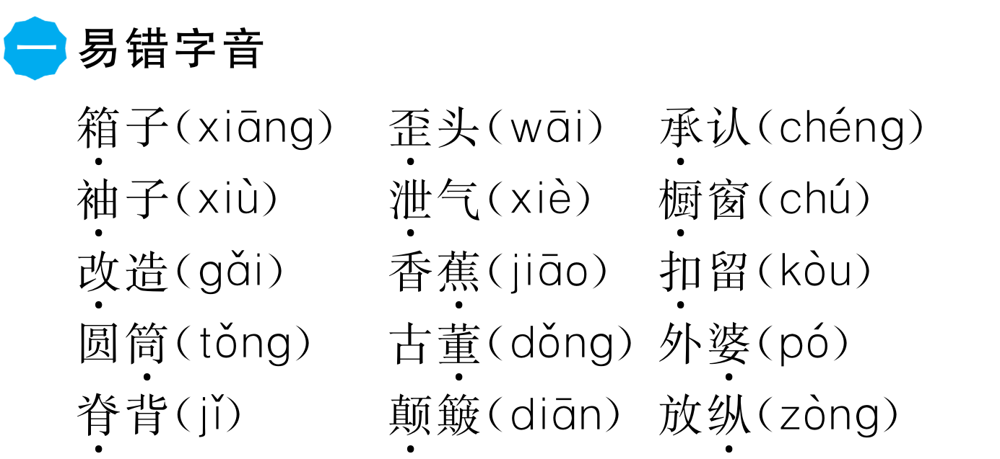 一 易错字音
箱子(xiāng) 歪头(wāi) 承认(chéng)
袖子(xiù) 泄气(xiè) 橱窗(chú)
改造(gǎi) 香蕉(jiāo) 扣留(kòu)
圆筒(tǒng) 古董(dǒng) 外婆(pó)
脊背(jǐ) 颠簸(diān) 放纵(zòng)